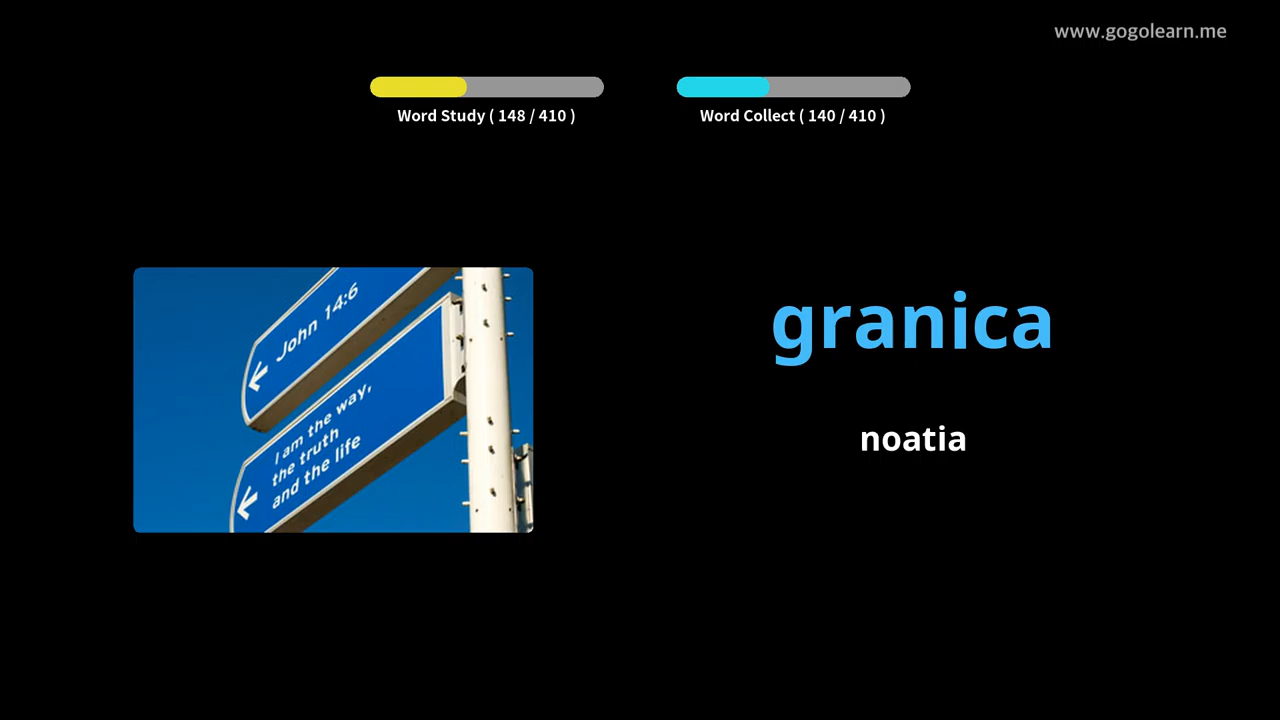 www.gogolearn.me
Word Study ( 148 / 410 )
Word Collect ( 140 / 410 )
John 14:6
I am the way,
the truth
and the life
granica
noatia